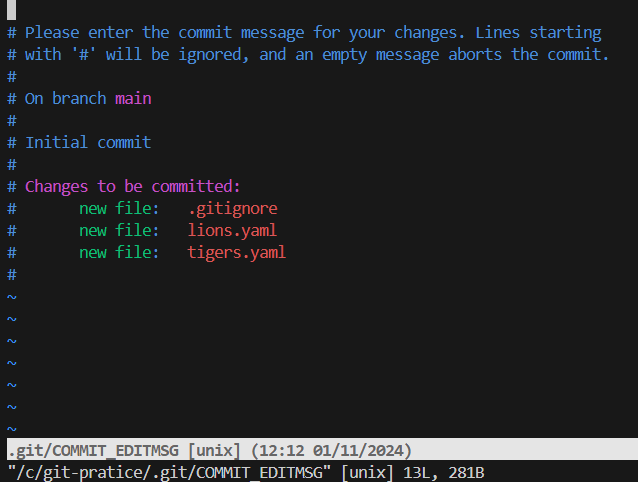 # Please enter the commit message for your changes. Lines starting
# with '#' will be ignored, and an empty message aborts the commit.
#
# On branch main
#
# Initial commit
#
# Changes to be committed:
#       new file:   .gitignore
#       new file:   lions.yaml
#       new file:   tigers.yaml
#
~
~
~
~
~
~
~
.git/COMMIT_EDITMSG [unix] (12:12 01/11/2024)
"/c/git-pratice/.git/COMMIT_EDITMSG" [unix] 13L, 281B